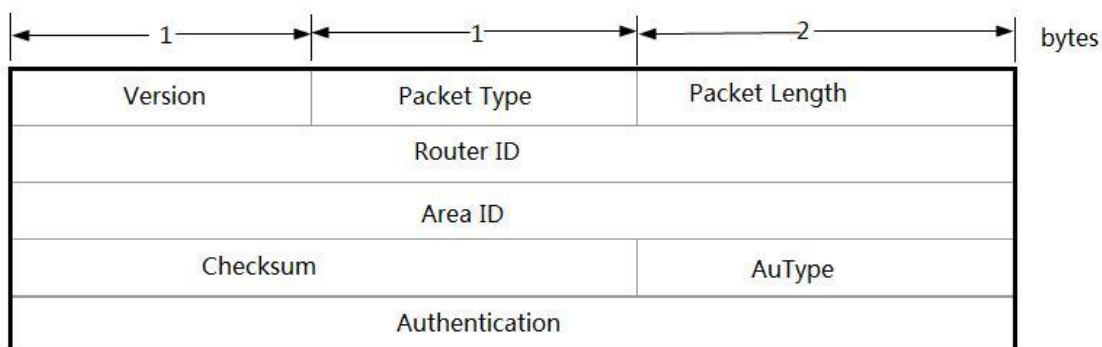 1 1 2 bytes
Version Packet Type Packet Length
Router ID
Area ID
Checksum AuType
Authentication